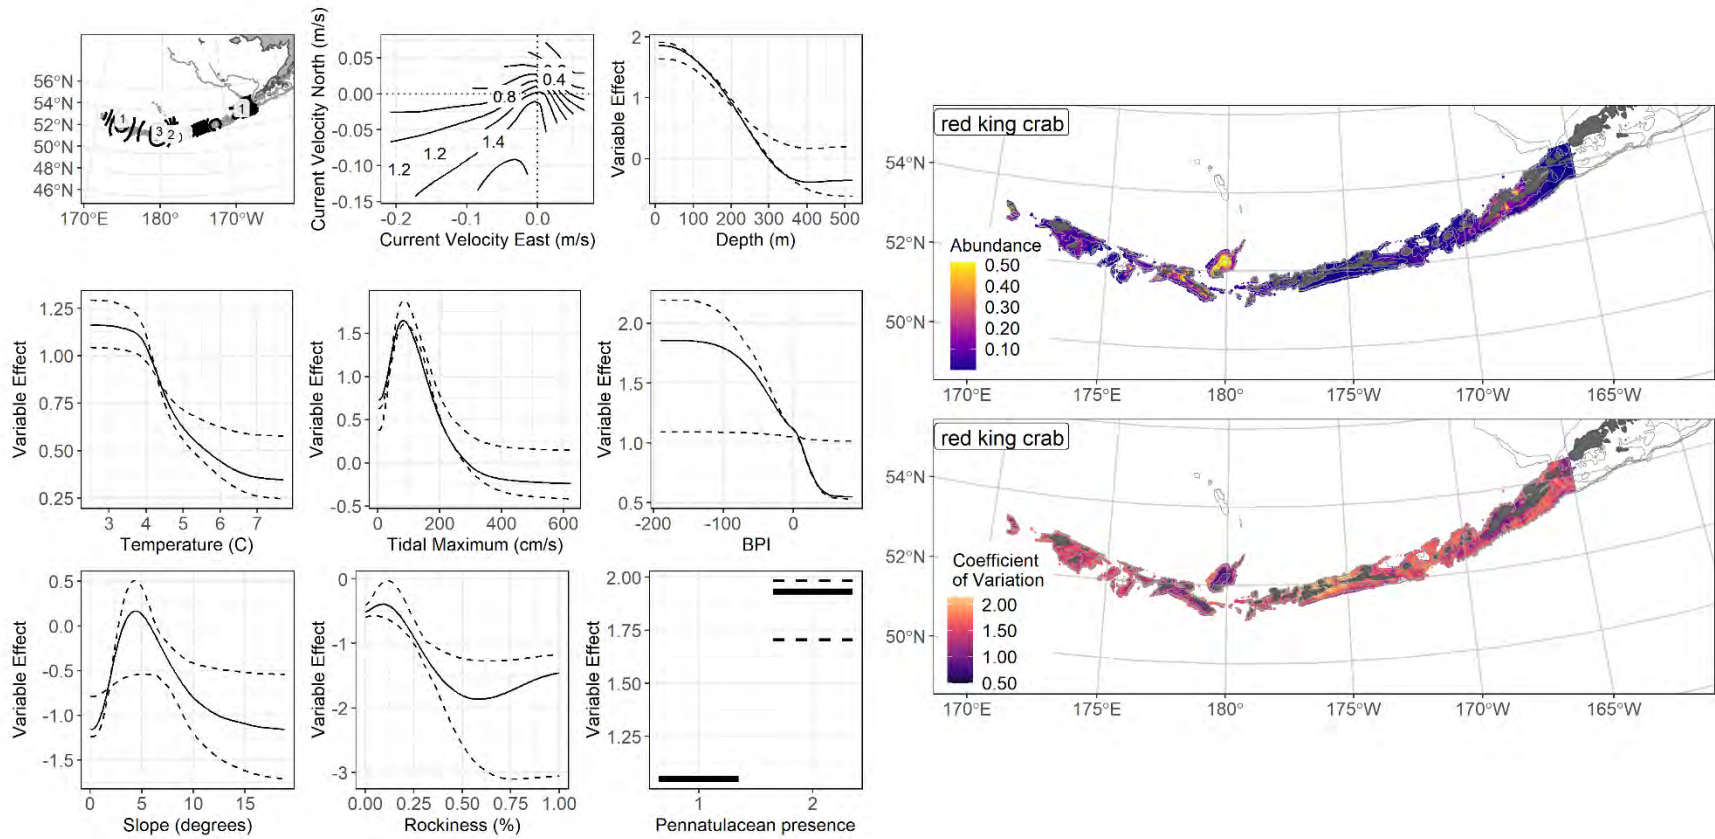 56°N
54°N
52°N
50°N
48°N
46°N
170°E
180°
170°W
1
3
2
1
Current Velocity North (m/s)
0.05
0.00
-0.05
-0.10
-0.15
0.4
0.8
1.4
1.2
1.2
-0.2
-0.1
0.0
Current Velocity East (m/s)
Variable Effect
2
1
0
0
100
200
300
400
500
Depth (m)
Variable Effect
1.25
1.00
0.75
0.50
0.25
3
4
5
6
7
Temperature (C)
Variable Effect
1.5
1.0
0.5
0.0
-0.5
0
200
400
600
Tidal Maximum (cm/s)
Variable Effect
2.0
1.5
1.0
0.5
-200
-100
0
BPI
Variable Effect
0.5
0.0
-0.5
-1.0
-1.5
0
5
10
15
Slope (degrees)
Variable Effect
0
-1
-2
-3
0.00
0.25
0.50
0.75
1.00
Rockiness (%)
Variable Effect
2.00
1.75
1.50
1.25
1
2
Pennatulacean presence
red king crab
54°N
52°N
50°N
Abundance
0.50
0.40
0.30
0.20
0.10
170°E
175°E
180°
175°W
170°W
165°W
red king crab
54°N
52°N
50°N
Coefficient
of Variation
2.00
1.50
1.00
0.50
170°E
175°E
180°
175°W
170°W
165°W